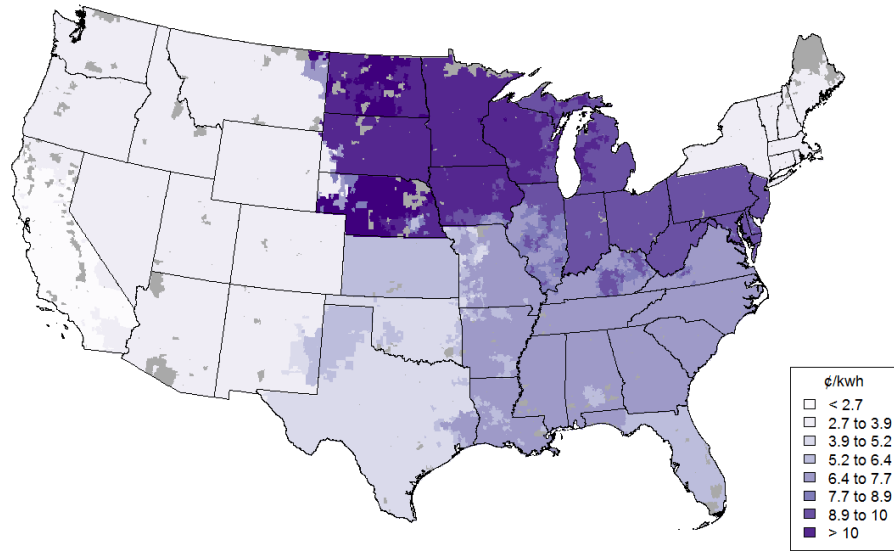 ¢/kwh
< 2.7
2.7 to 3.9
3.9 to 5.2
5.2 to 6.4
6.4 to 7.7
7.7 to 8.9
8.9 to 10
> 10